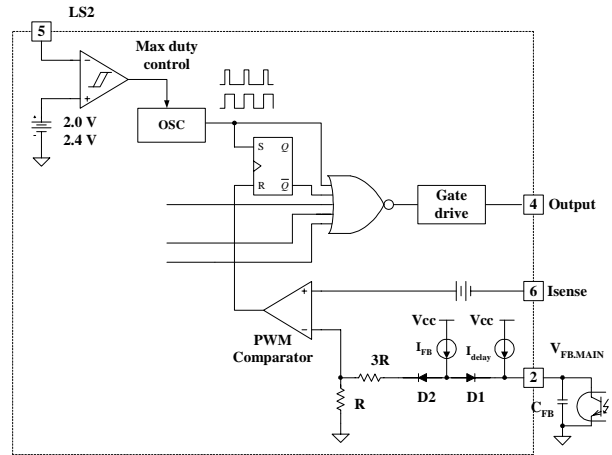 LS2
5
Max duty
control
2.0 V
2.4 V
OSC
S Q
R Q̅
Gate
drive
4 Output
6 Isense
PWM
Comparator
Vcc Vcc
I_FB I_delay
V_FB.MAIN
3R
2
D2 D1
R
C_FB